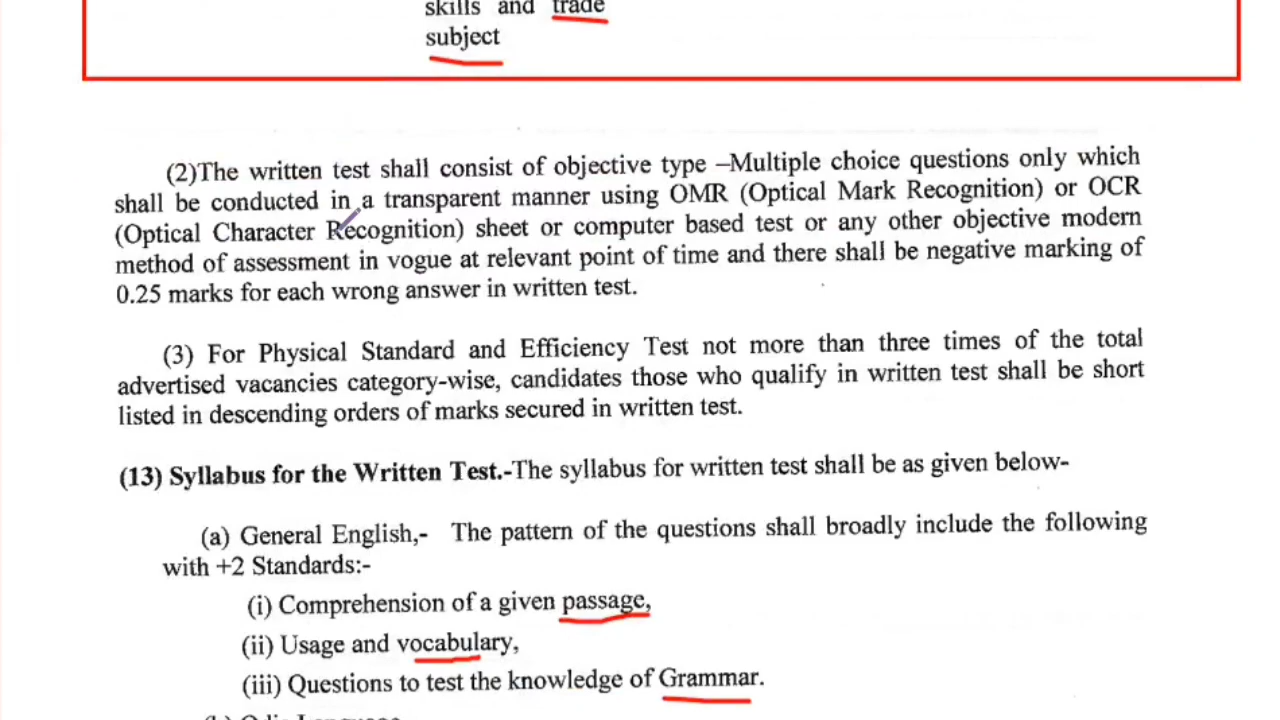 skills and trade
subject
(2)The written test shall consist of objective type –Multiple choice questions only which
shall be conducted in a transparent manner using OMR (Optical Mark Recognition) or OCR
(Optical Character Recognition) sheet or computer based test or any other objective modern
method of assessment in vogue at relevant point of time and there shall be negative marking of
0.25 marks for each wrong answer in written test.
(3) For Physical Standard and Efficiency Test not more than three times of the total
advertised vacancies category-wise, candidates those who qualify in written test shall be short
listed in descending orders of marks secured in written test.
(13) Syllabus for the Written Test.-The syllabus for written test shall be as given below-
(a) General English,- The pattern of the questions shall broadly include the following
with +2 Standards:-
(i) Comprehension of a given passage,
(ii) Usage and vocabulary,
(iii) Questions to test the knowledge of Grammar.